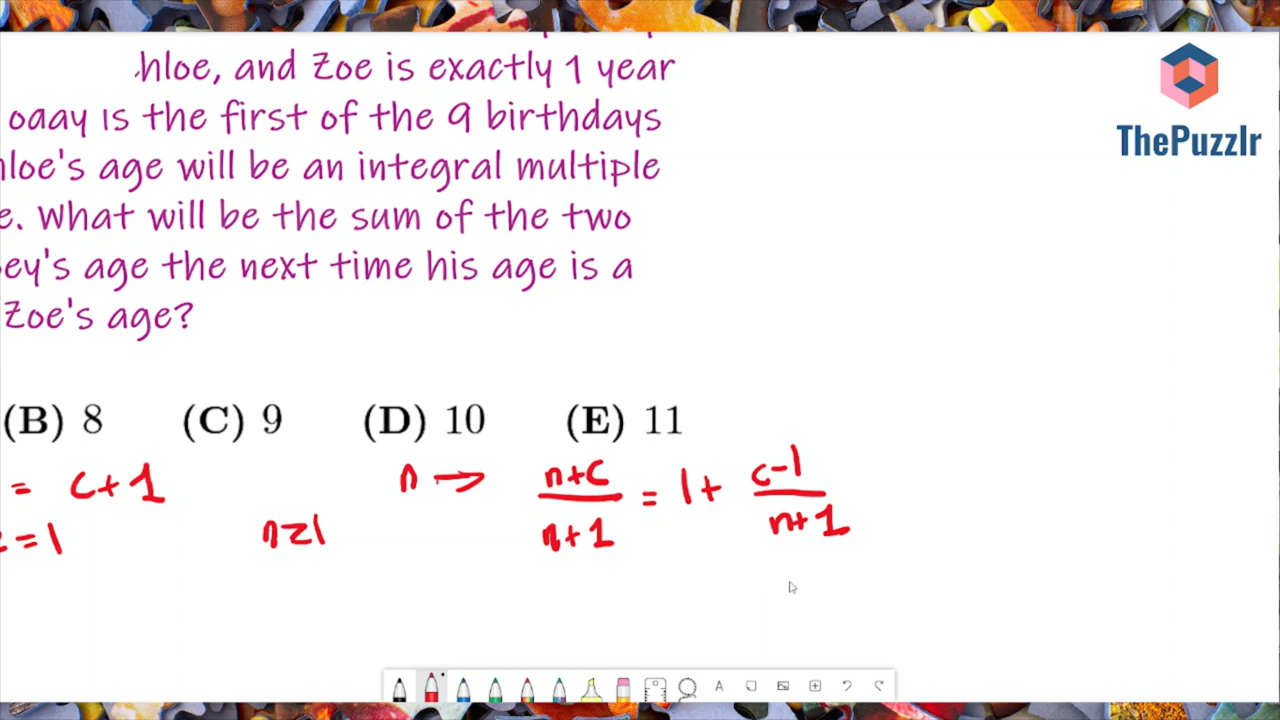 hloe, and Zoe is exactly 1 year
oday is the first of the 9 birthdays
hloe's age will be an integral multiple
e. What will be the sum of the two
ey's age the next time his age is a
Zoe's age?
ThePuzzlr
(B) 8 (C) 9 (D) 10 (E) 11
= c+1 n → (n+c)/(n+1) = 1 + (c-1)/(n+1)
=1 n=1